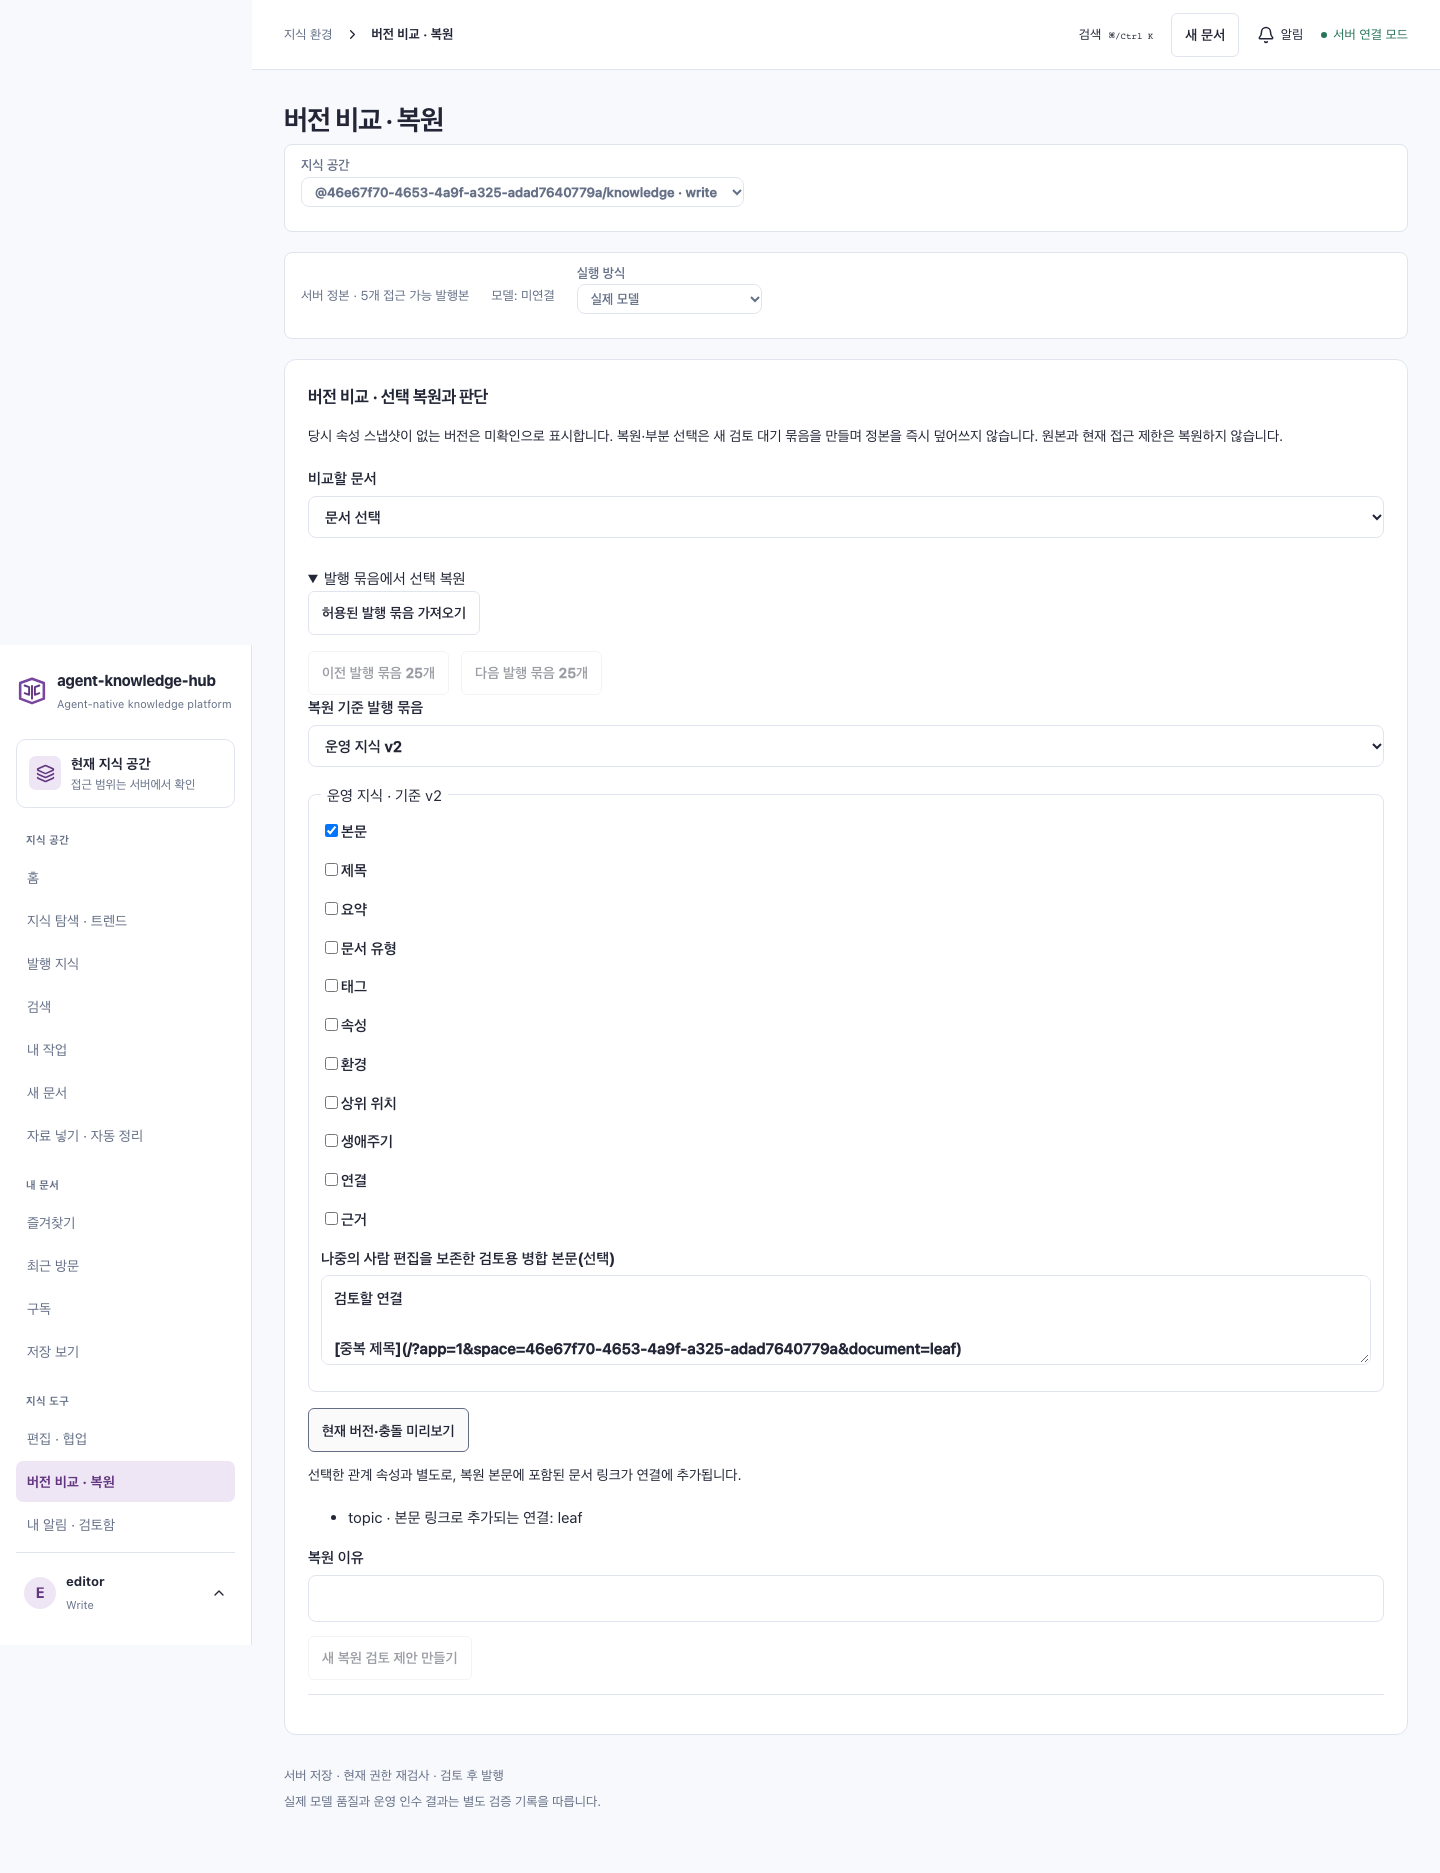 지식 환경
버전 비교 · 복원
검색 ⌘/Ctrl K
새 문서
알림
서버 연결 모드
버전 비교 · 복원
지식 공간
@46e67f70-4653-4a9f-a325-adad7640779a/knowledge · write
서버 정본 · 5개 접근 가능 발행본
모델: 미연결
실행 방식
실제 모델
버전 비교 · 선택 복원과 판단
당시 속성 스냅샷이 없는 버전은 미확인으로 표시합니다. 복원·부분 선택은 새 검토 대기 묶음을 만들며 정본을 즉시 덮어쓰지 않습니다. 원본과 현재 접근 제한은 복원하지 않습니다.
비교할 문서
문서 선택
▼ 발행 묶음에서 선택 복원
허용된 발행 묶음 가져오기
이전 발행 묶음 25개
다음 발행 묶음 25개
복원 기준 발행 묶음
운영 지식 v2
운영 지식 · 기준 v2
본문
제목
요약
문서 유형
태그
속성
환경
상위 위치
생애주기
연결
근거
나중의 사람 편집을 보존한 검토용 병합 본문(선택)
검토할 연결
[중복 제목](/?app=1&space=46e67f70-4653-4a9f-a325-adad7640779a&document=leaf)
현재 버전·충돌 미리보기
선택한 관계 속성과 별도로, 복원 본문에 포함된 문서 링크가 연결에 추가됩니다.
• topic · 본문 링크로 추가되는 연결: leaf
복원 이유
새 복원 검토 제안 만들기
서버 저장 · 현재 권한 재검사 · 검토 후 발행
실제 모델 품질과 운영 인수 결과는 별도 검증 기록을 따릅니다.
agent-knowledge-hub
Agent-native knowledge platform
현재 지식 공간
접근 범위는 서버에서 확인
지식 공간
홈
지식 탐색 · 트렌드
발행 지식
검색
내 작업
새 문서
자료 넣기 · 자동 정리
내 문서
즐겨찾기
최근 방문
구독
저장 보기
지식 도구
편집 · 협업
버전 비교 · 복원
내 알림 · 검토함
E
editor
Write